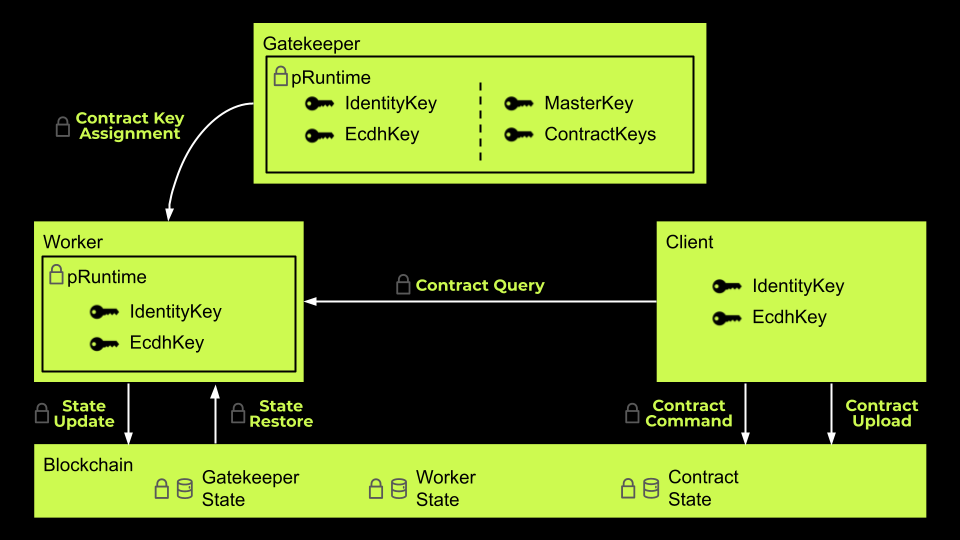 Gatekeeper
pRuntime
IdentityKey
EcdhKey
MasterKey
ContractKeys
Contract Key
Assignment
Worker
pRuntime
IdentityKey
EcdhKey
Contract Query
Client
IdentityKey
EcdhKey
State
Update
State
Restore
Contract
Command
Contract
Upload
Blockchain
Gatekeeper
State
Worker
State
Contract
State